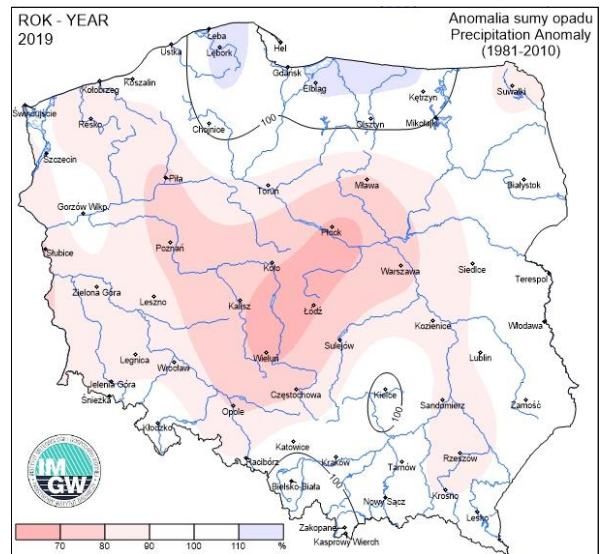 ROK - YEAR
2019
Anomalia sumy opadu
Precipitation Anomaly
(1981-2010)
Łeba
Hel
Ustka
Lębork
Gdańsk
Koszalin
Kołobrzeg
Elbląg
Kętrzyn
Suwałki
Świnoujście
Resko
Chojnice
100
Olsztyn
Mikołajki
Szczecin
Piła
Toruń
Mława
Białystok
Gorzów Wlkp.
Płock
Słubice
Poznań
Koło
Warszawa
Siedlce
Terespol
Zielona Góra
Leszno
Kalisz
Łódź
Kozienice
Włodawa
Sulejów
Legnica
Wrocław
Wieluń
Lublin
Jelenia Góra
Śnieżka
Częstochowa
Kielce
Opole
100
Sandomierz
Zamość
Kłodzko
Katowice
Racibórz
Kraków
Tarnów
Rzeszów
100
Bielsko Biała
Nowy Sącz
Krosno
Lesko
Zakopane
Kasprowy Wierch
IM
GW
70 80 90 100 110 %